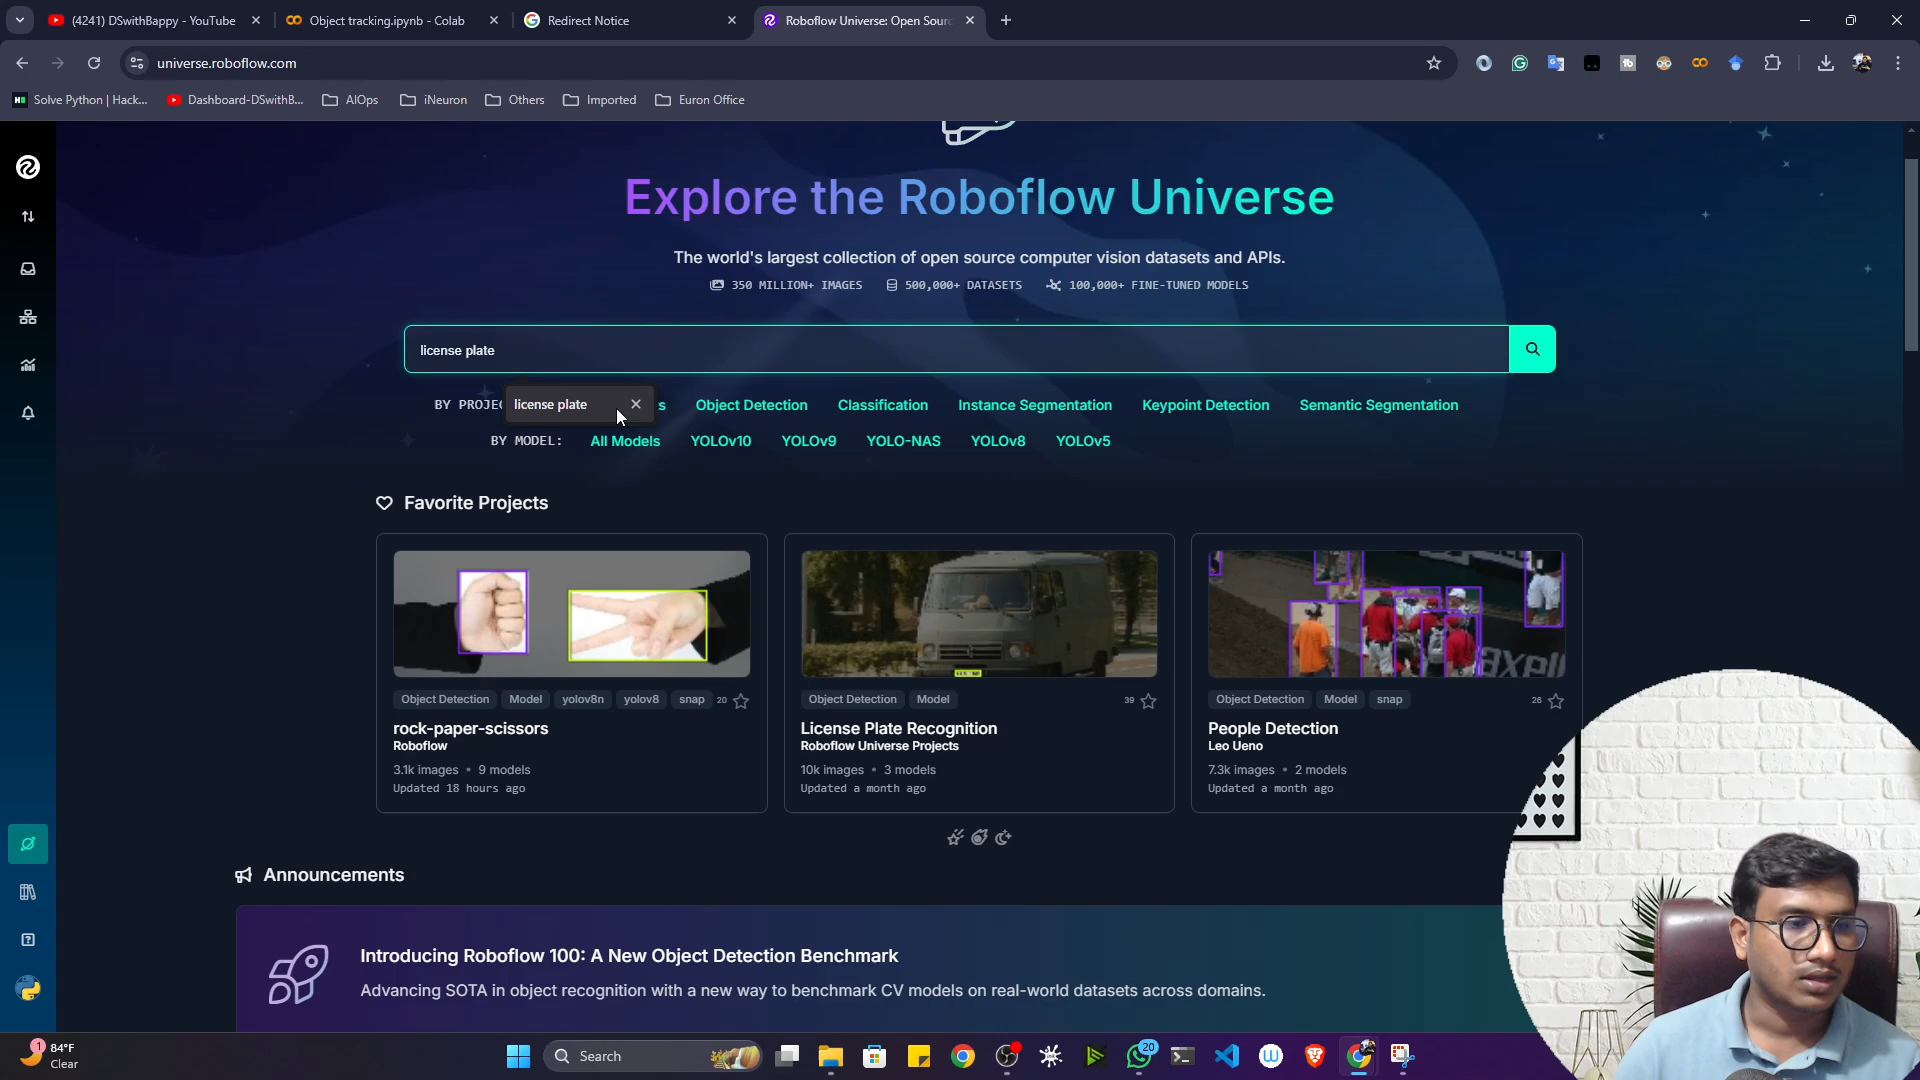 (4241) DSwithBappy - YouTube
Object tracking.ipynb - Colab
Redirect Notice
Roboflow Universe: Open Sourc
universe.roboflow.com
Solve Python | Hack...
Dashboard-DSwithB...
AIOps
iNeuron
Others
Imported
Euron Office
Explore the Roboflow Universe
The world's largest collection of open source computer vision datasets and APIs.
350 MILLION+ IMAGES
500,000+ DATASETS
100,000+ FINE-TUNED MODELS
license plate
BY PROJEC
license plate
s
Object Detection
Classification
Instance Segmentation
Keypoint Detection
Semantic Segmentation
BY MODEL:
All Models
YOLOv10
YOLOv9
YOLO-NAS
YOLOv8
YOLOv5
Favorite Projects
Object Detection
Model
yolov8n
yolov8
snap
20
rock-paper-scissors
Roboflow
3.1k images • 9 models
Updated 18 hours ago
Object Detection
Model
39
License Plate Recognition
Roboflow Universe Projects
10k images • 3 models
Updated a month ago
axell
Object Detection
Model
snap
26
People Detection
Leo Ueno
7.3k images • 2 models
Updated a month ago
Announcements
Introducing Roboflow 100: A New Object Detection Benchmark
Advancing SOTA in object recognition with a new way to benchmark CV models on real-world datasets across domains.
1
84°F
Clear
Search
20